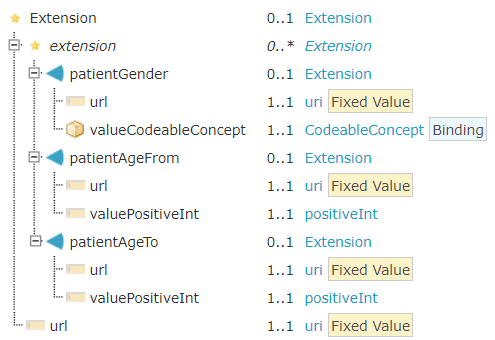 Extension 0..1 Extension
extension 0..* Extension
patientGender 0..1 Extension
url 1..1 uri Fixed Value
valueCodeableConcept 1..1 CodeableConcept Binding
patientAgeFrom 0..1 Extension
url 1..1 uri Fixed Value
valuePositiveInt 1..1 positiveInt
patientAgeTo 0..1 Extension
url 1..1 uri Fixed Value
valuePositiveInt 1..1 positiveInt
url 1..1 uri Fixed Value